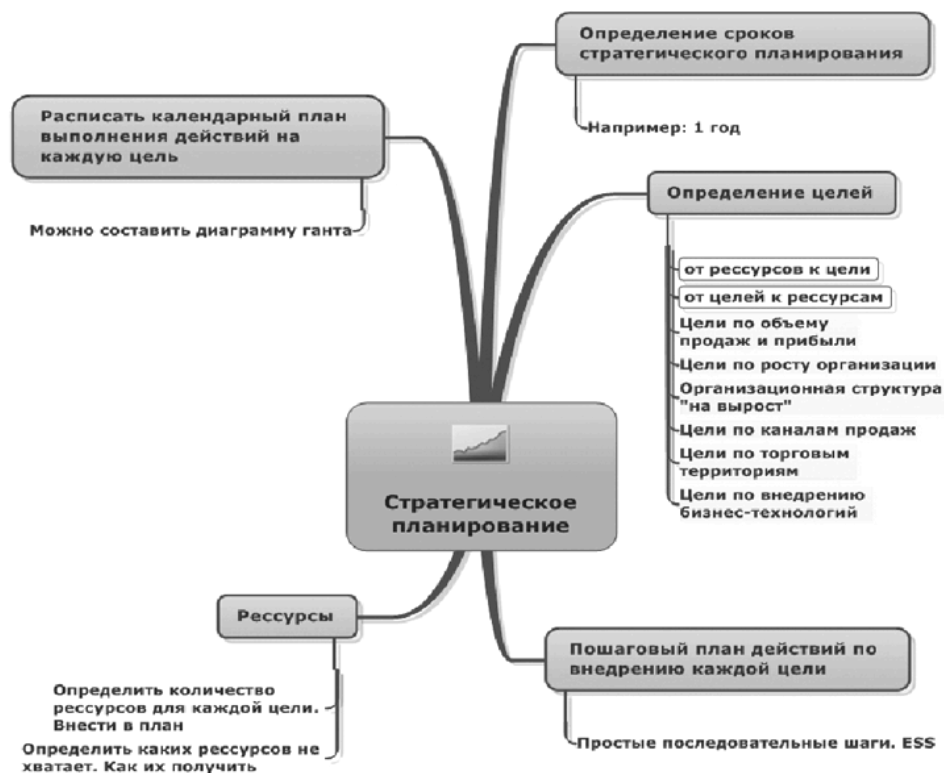 Определение сроков
стратегического планирования
Например: 1 год
Расписать календарный план
выполнения действий на
каждую цель
Можно составить диаграмму ганта
Определение целей
от рессурсов к цели
от целей к рессурсам
Цели по объему
продаж и прибыли
Цели по росту организации
Организационная структура
"на вырост"
Цели по каналам продаж
Цели по торговым
территориям
Цели по внедрению
бизнес-технологий
Стратегическое
планирование
Рессурсы
Определить количество
рессурсов для каждой цели.
Внести в план
Определить каких рессурсов не
хватает. Как их получить
Пошаговый план действий по
внедрению каждой цели
Простые последовательные шаги. ESS